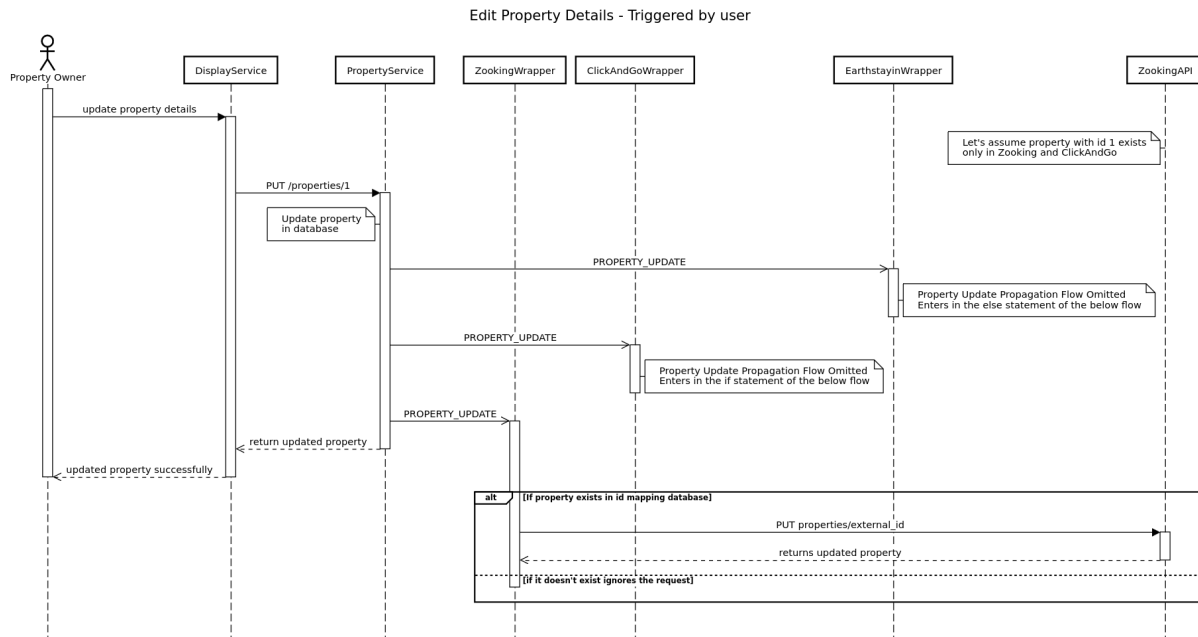 Edit Property Details - Triggered by user
Property Owner
DisplayService
PropertyService
ZookingWrapper
ClickAndGoWrapper
EarthstayinWrapper
ZookingAPI
update property details
Let's assume property with id 1 exists
only in Zooking and ClickAndGo
PUT /properties/1
Update property
in database
PROPERTY_UPDATE
Property Update Propagation Flow Omitted
Enters in the else statement of the below flow
PROPERTY_UPDATE
Property Update Propagation Flow Omitted
Enters in the if statement of the below flow
PROPERTY_UPDATE
return updated property
updated property successfully
alt
[If property exists in id mapping database]
PUT properties/external_id
returns updated property
[if it doesn't exist ignores the request]